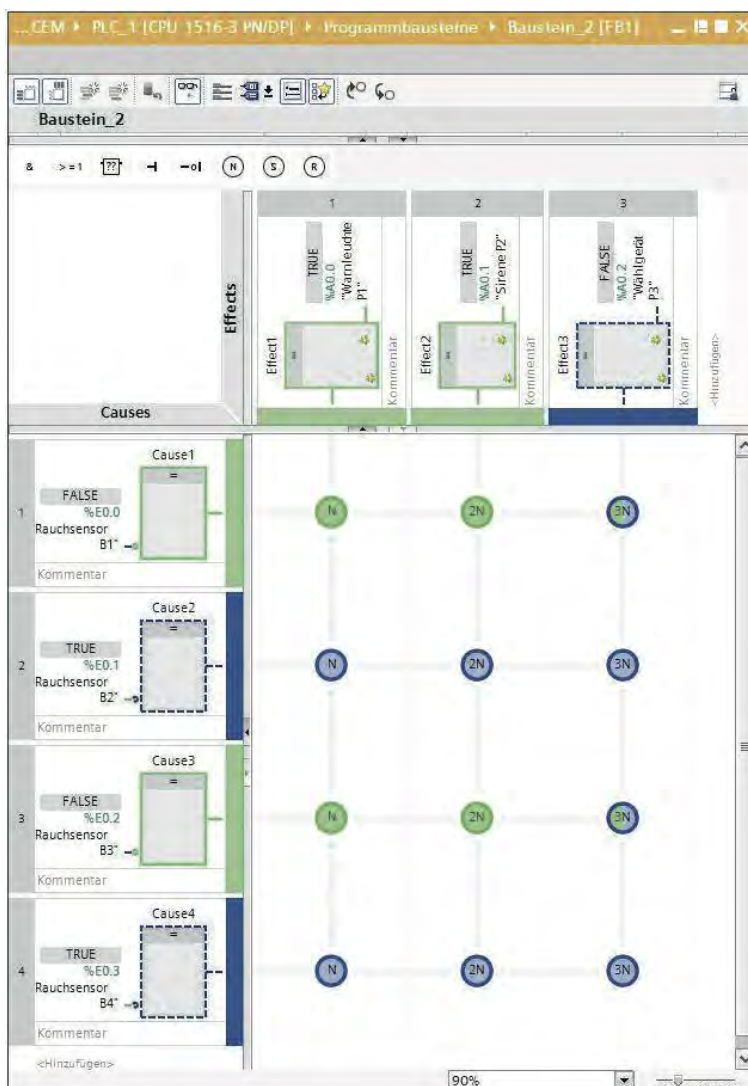 ...CEM ▸ PLC_1 [CPU 1516-3 PN/DP] ▸ Programmbausteine ▸ Baustein_2 [FB1]
Baustein_2
& >=1 ?? N S R
Effects
Causes
1
TRUE
%A0.0
"Warnleuchte
P1"
Effect1
=
Kommentar
2
TRUE
%A0.1
"Sirene P2"
Effect2
=
Kommentar
3
FALSE
%A0.2
"Wählgerät
P3"
Effect3
=
Kommentar
<Hinzufügen>
1
Cause1
=
FALSE
%E0.0
Rauchsensor
B1"
Kommentar
N 2N 3N
2
Cause2
=
TRUE
%E0.1
Rauchsensor
B2"
Kommentar
N 2N 3N
3
Cause3
=
FALSE
%E0.2
Rauchsensor
B3"
Kommentar
N 2N 3N
4
Cause4
=
TRUE
%E0.3
Rauchsensor
B4"
Kommentar
N 2N 3N
<Hinzufügen>
90%